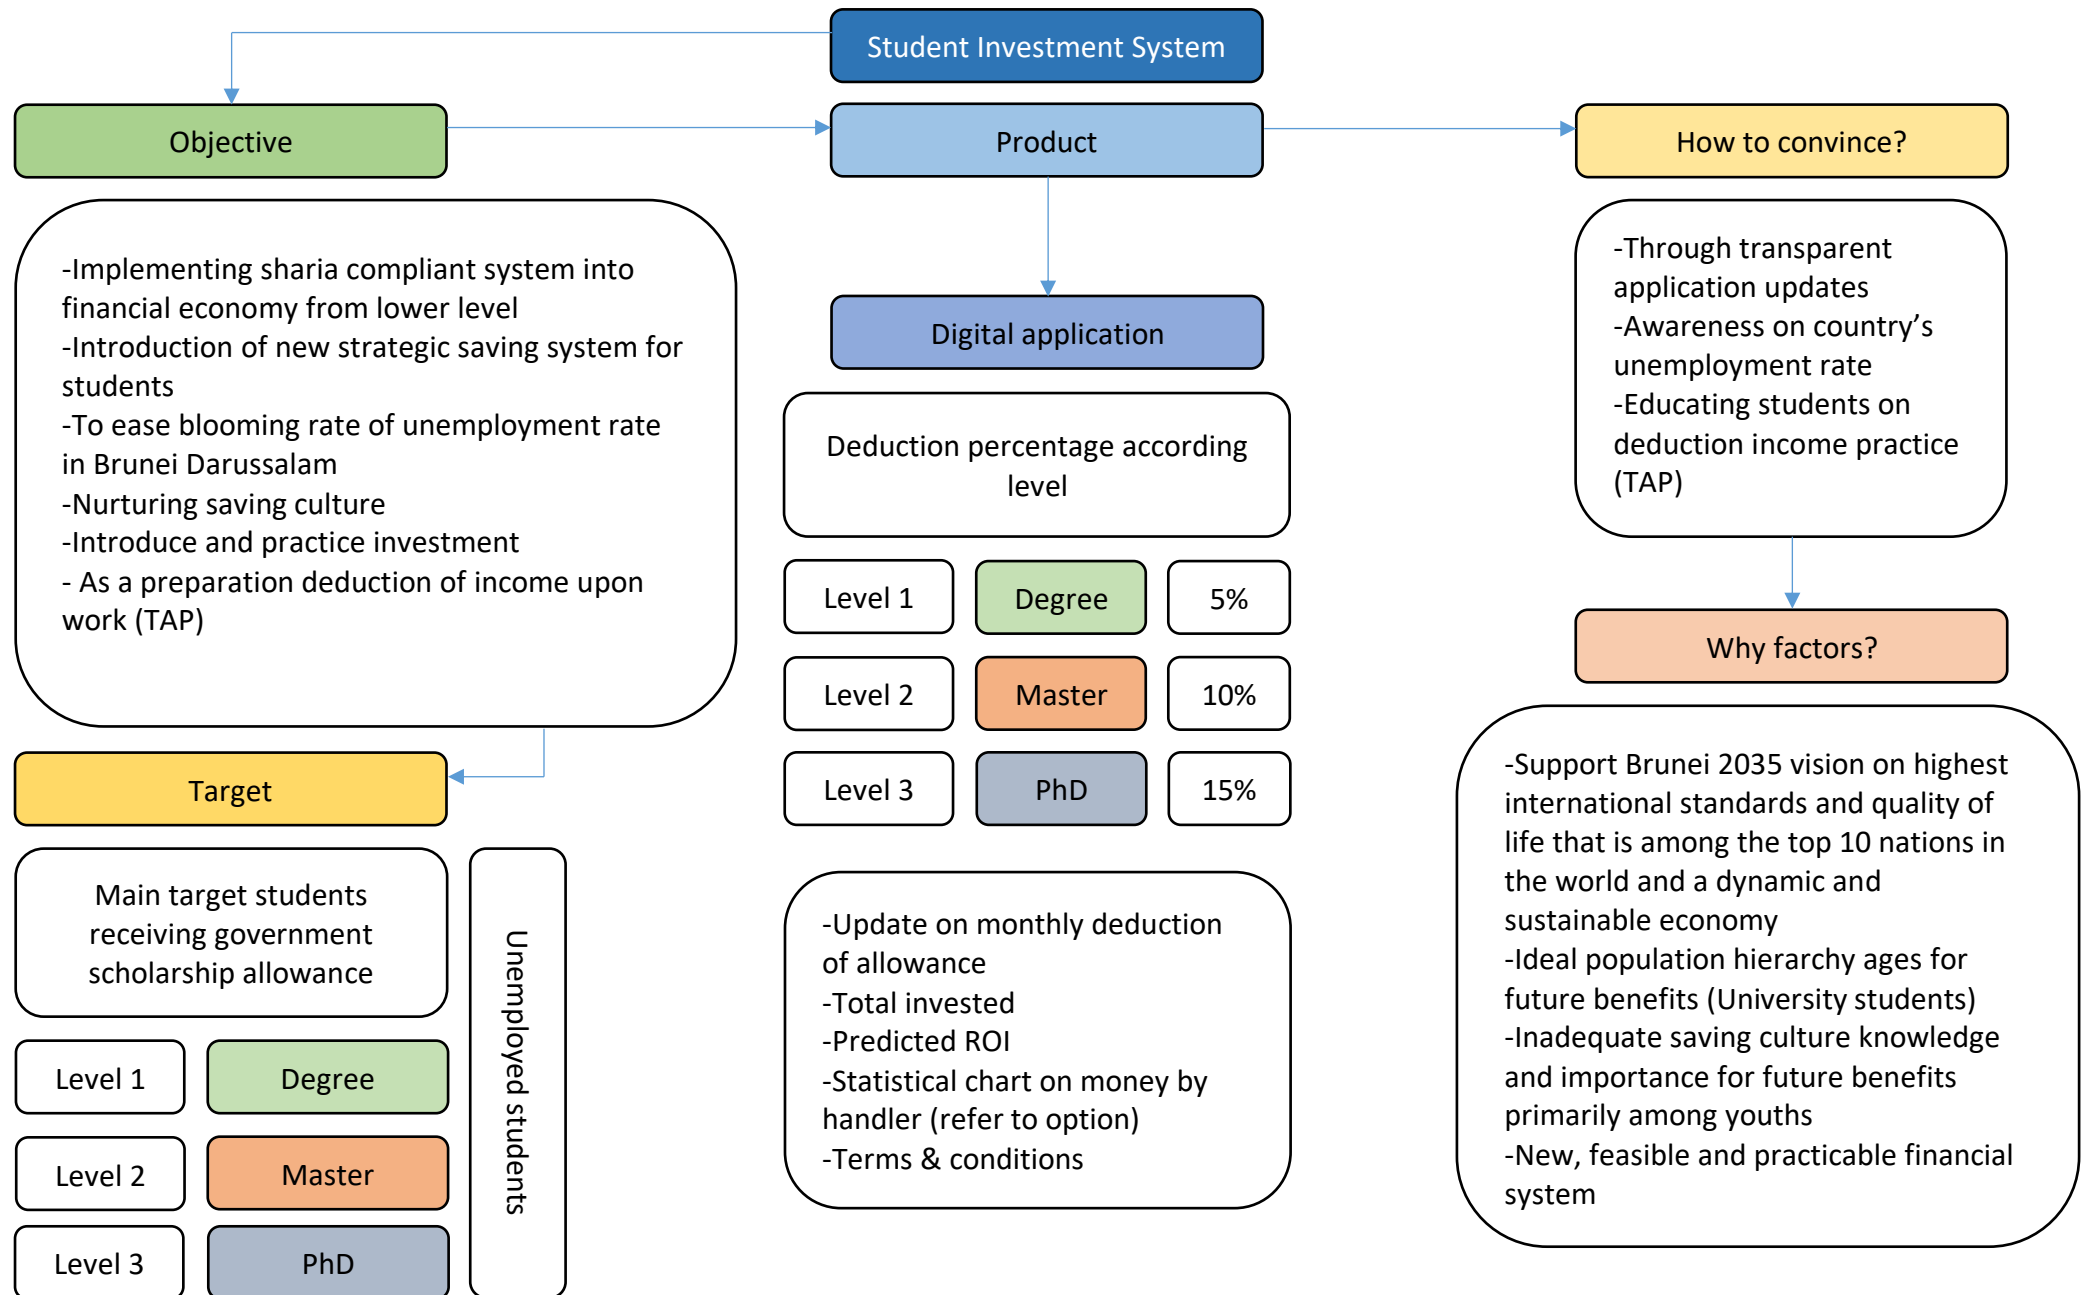 Student Investment System
Objective
-Implementing sharia compliant system into
financial economy from lower level
-Introduction of new strategic saving system for
students
-To ease blooming rate of unemployment rate
in Brunei Darussalam
-Nurturing saving culture
-Introduce and practice investment
- As a preparation deduction of income upon
work (TAP)
Target
Main target students
receiving government
scholarship allowance
Level 1
Degree
Level 2
Master
Level 3
PhD
Unemployed students
Product
Digital application
Deduction percentage according
level
Level 1
Degree
5%
Level 2
Master
10%
Level 3
PhD
15%
-Update on monthly deduction
of allowance
-Total invested
-Predicted ROI
-Statistical chart on money by
handler (refer to option)
-Terms & conditions
How to convince?
-Through transparent
application updates
-Awareness on country’s
unemployment rate
-Educating students on
deduction income practice
(TAP)
Why factors?
-Support Brunei 2035 vision on highest
international standards and quality of
life that is among the top 10 nations in
the world and a dynamic and
sustainable economy
-Ideal population hierarchy ages for
future benefits (University students)
-Inadequate saving culture knowledge
and importance for future benefits
primarily among youths
-New, feasible and practicable financial
system